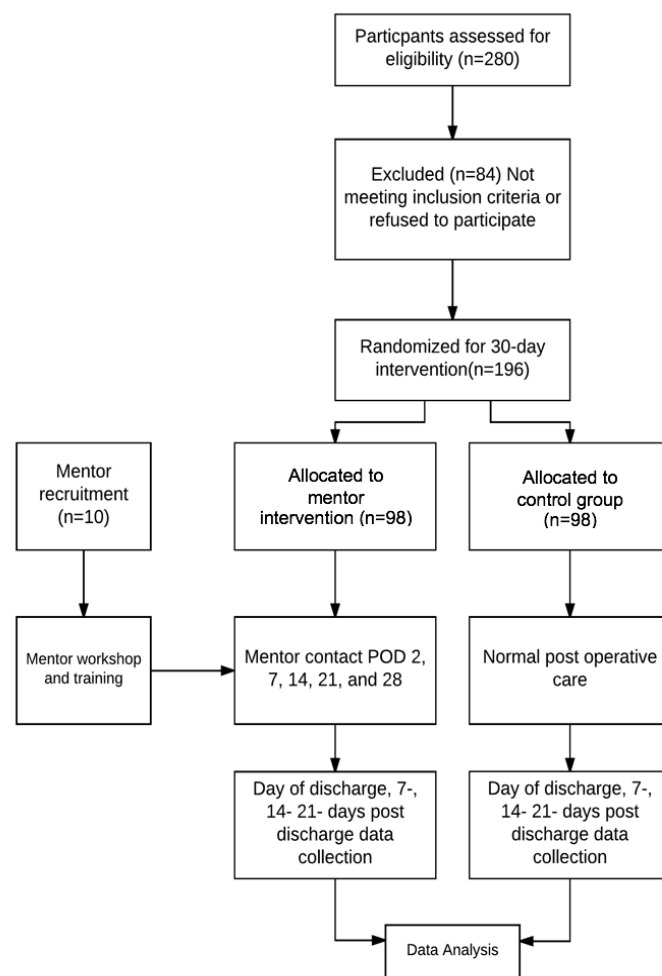 Particpants assessed for
eligibility (n=280)
Excluded (n=84) Not
meeting inclusion criteria or
refused to participate
Randomized for 30-day
intervention(n=196)
Mentor
recruitment
(n=10)
Allocated to
mentor
intervention (n=98)
Allocated to
control group
(n=98)
Mentor workshop
and training
Mentor contact POD 2,
7, 14, 21, and 28
Normal post operative
care
Day of discharge, 7-,
14- 21- days post
discharge data
collection
Day of discharge, 7-,
14- 21- days post
discharge data
collection
Data Analysis